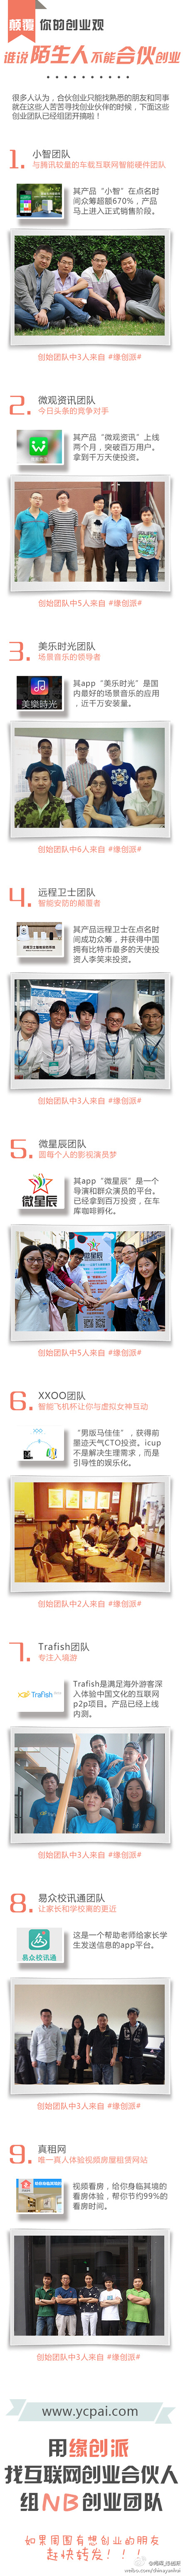 颠覆 你的创业观
谁说陌生人不能合伙创业
很多人认为，合伙创业只能找熟悉的朋友和同事
就在这些人苦苦寻找创业伙伴的时候，下面这些
创业团队已经组团开搞啦！
1. 小智团队
与腾讯较量的车载互联网智能硬件团队
其产品“小智”在点名时
间众筹超额670%，产品
马上进入正式销售阶段。
创始团队中3人来自 #缘创派#
2. 微观资讯团队
今日头条的竞争对手
其产品“微观资讯”上线
两个月，突破百万用户。
拿到千万天使投资。
创始团队中5人来自 #缘创派#
3. 美乐时光团队
场景音乐的领导者
美樂時光
其app“美乐时光”是国
内最好的场景音乐的应用
，近千万安装量。
创始团队中6人来自 #缘创派#
4. 远程卫士团队
智能安防的颠覆者
其产品远程卫士在点名时
间成功众筹，并获得中国
拥有比特币最多的天使投
资人李笑来投资。
创始团队中3人来自 #缘创派#
5. 微星辰团队
圆每个人的影视演员梦
微星辰
其app“微星辰”是一个
导演和群众演员的平台。
已经拿到百万投资，在车
库咖啡孵化。
创始团队中5人来自 #缘创派#
6. XXOO团队
智能飞机杯让你与虚拟女神互动
“男版马佳佳”，获得前
墨迹天气CTO投资。icup
不是解决生理需求，而是
引导性的娱乐化。
创始团队中2人来自 #缘创派#
7. Trafish团队
专注入境游
Trafish
Trafish是满足海外游客深
入体验中国文化的互联网
p2p项目。产品已经上线
内测。
创始团队中3人来自 #缘创派#
8. 易众校讯通团队
让家长和学校离的更近
易众校讯通
这是一个帮助老师给家长学
生发送信息的app平台。
创始团队中3人来自 #缘创派#
9. 真租网
唯一真人体验视频房屋租赁网站
视频看房，给你身临其境的
看房体验，帮你节约99%的
看房时间。
创始团队中3人来自 #缘创派#
www.ycpai.com
用缘创派
找互联网创业合伙人
组NB创业团队
如果周围有想创业的朋友
赶快转发！！！